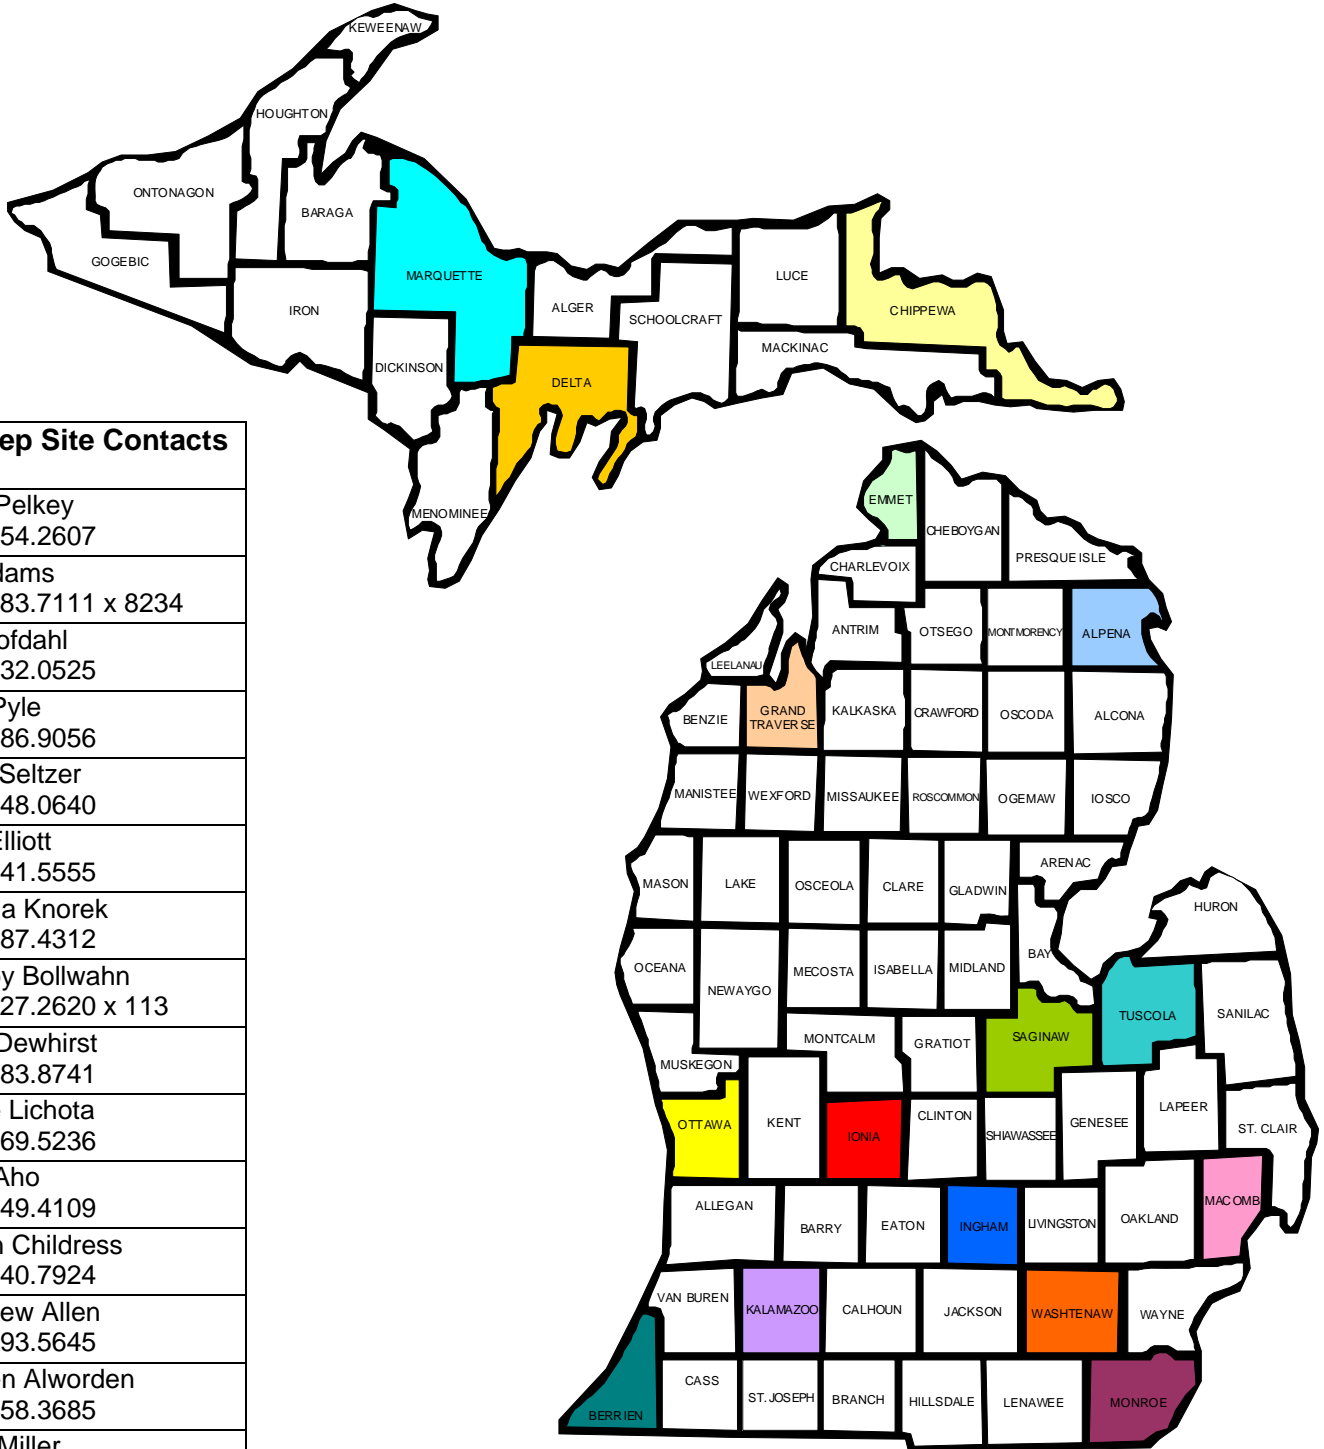 KEWEENAW
HOUGHTON
ONTONAGON
BARAGA
GOGEBIC
MARQUETTE
LUCE
IRON
ALGER
CHIPPEWA
SCHOOLCRAFT
MACKINAC
DICKINSON
DELTA
MENOMINEE
ep Site Contacts
Pelkey
54.2607
dams
83.7111 x 8234
ofdahl
32.0525
Pyle
86.9056
Seltzer
48.0640
Elliott
41.5555
a Knorek
87.4312
y Bollwahn
27.2620 x 113
Dewhirst
83.8741
Lichota
69.5236
Aho
49.4109
n Childress
40.7924
ew Allen
93.5645
n Alworden
58.3685
Miller
EMMET
CHEBOYGAN
PRESQUE ISLE
CHARLEVOIX
ANTRIM
OTSEGO
MONTMORENCY
ALPENA
LEELANAU
BENZIE
GRAND
TRAVERSE
KALKASKA
CRAWFORD
OSCODA
ALCONA
MANISTEE
WEXFORD
MISSAUKEE
ROSCOMMON
OGEMAW
IOSCO
ARENAC
MASON
LAKE
OSCEOLA
CLARE
GLADWIN
HURON
OCEANA
NEWAYGO
MECOSTA
ISABELLA
MIDLAND
BAY
TUSCOLA
SANILAC
MUSKEGON
MONTCALM
GRATIOT
SAGINAW
OTTAWA
KENT
IONIA
CLINTON
SHIAWASSEE
GENESEE
LAPEER
ST. CLAIR
ALLEGAN
BARRY
EATON
INGHAM
LIVINGSTON
OAKLAND
MACOMB
VAN BUREN
KALAMAZOO
CALHOUN
JACKSON
WASHTENAW
WAYNE
BERRIEN
CASS
ST. JOSEPH
BRANCH
HILLSDALE
LENAWEE
MONROE